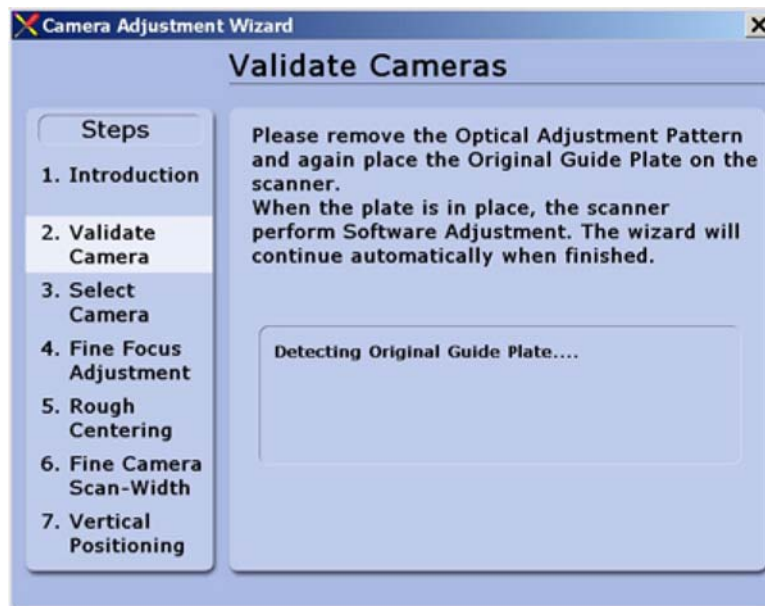 Camera Adjustment Wizard
Validate Cameras
Steps
1. Introduction
2. Validate
Camera
3. Select
Camera
4. Fine Focus
Adjustment
5. Rough
Centering
6. Fine Camera
Scan-Width
7. Vertical
Positioning
Please remove the Optical Adjustment Pattern
and again place the Original Guide Plate on the
scanner.
When the plate is in place, the scanner
perform Software Adjustment. The wizard will
continue automatically when finished.
Detecting Original Guide Plate....